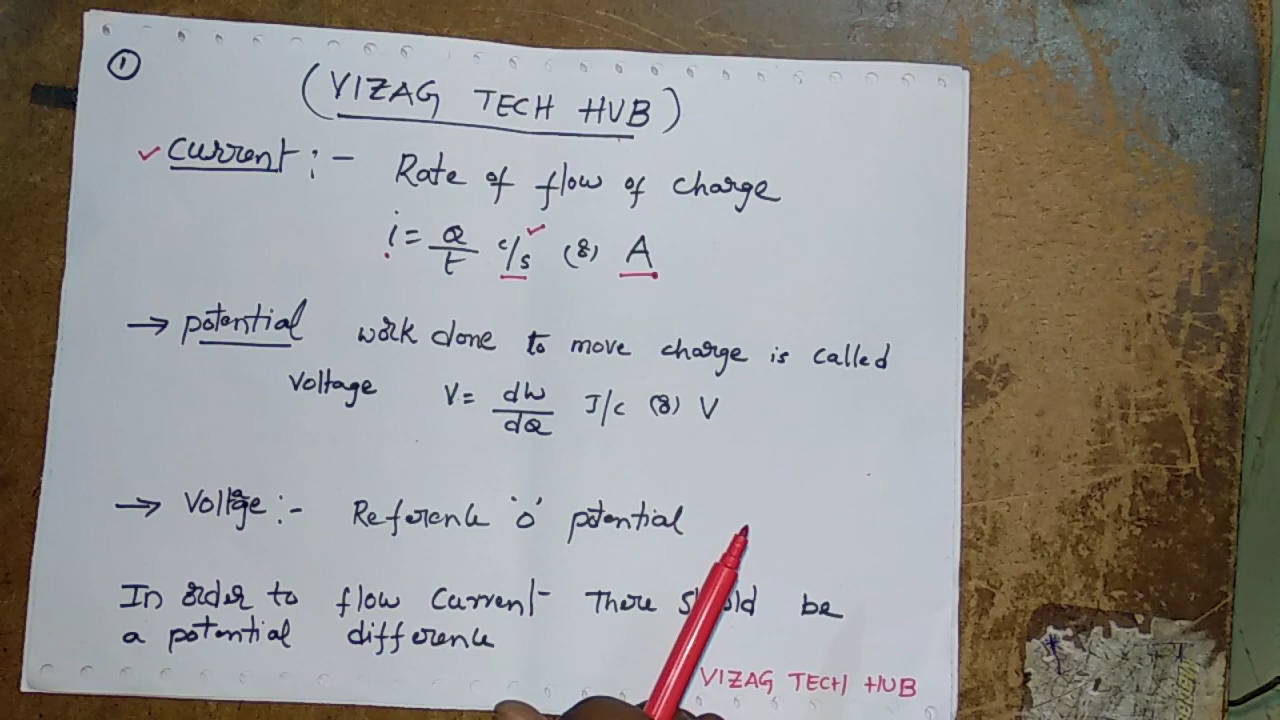 ①
(VIZAG TECH HUB)
✓ Current :- Rate of flow of charge
i = Q/t c/s ✓ (or) A
→ potential work done to move charge is called
Voltage V = dw/dQ J/C (or) V
→ Voltage :- Reference 'o' potential
In order to flow current There should be
a potential difference
VIZAG TECH HUB